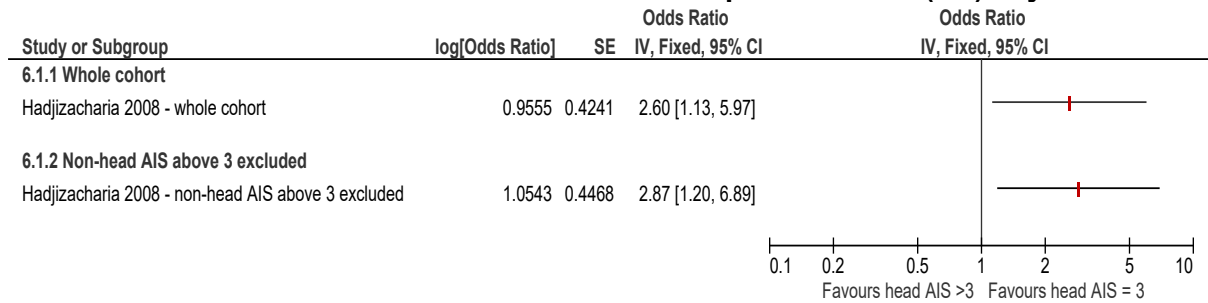 Odds Ratio Odds Ratio
Study or Subgroup log[Odds Ratio] SE IV, Fixed, 95% CI IV, Fixed, 95% CI
6.1.1 Whole cohort
Hadjizacharia 2008 - whole cohort 0.9555 0.4241 2.60 [1.13, 5.97]
6.1.2 Non-head AIS above 3 excluded
Hadjizacharia 2008 - non-head AIS above 3 excluded 1.0543 0.4468 2.87 [1.20, 6.89]
0.1 0.2 0.5 1 2 5 10
Favours head AIS >3 Favours head AIS = 3